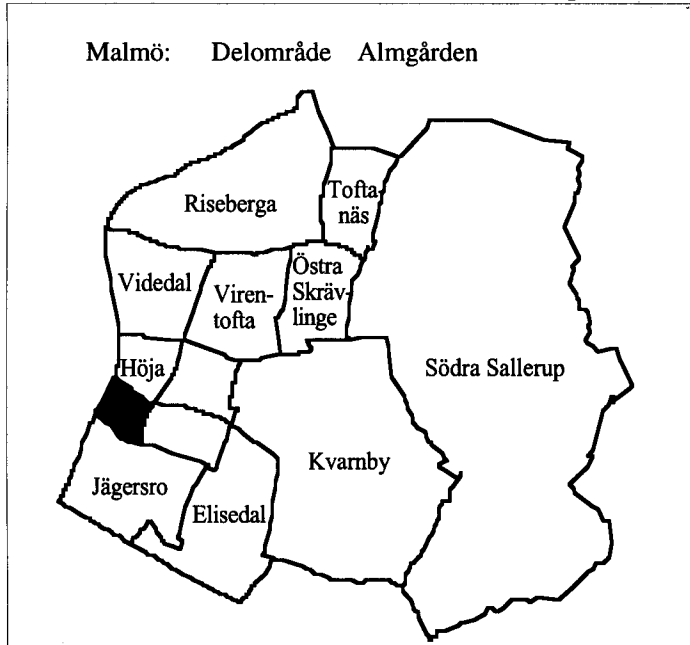 Malmö: Delområde Almgården
Riseberga
Tofta-
näs
Videdal
Viren-
tofta
Östra
Skräv-
linge
Höja
Södra Sallerup
Kvarnby
Jägersro
Elisedal